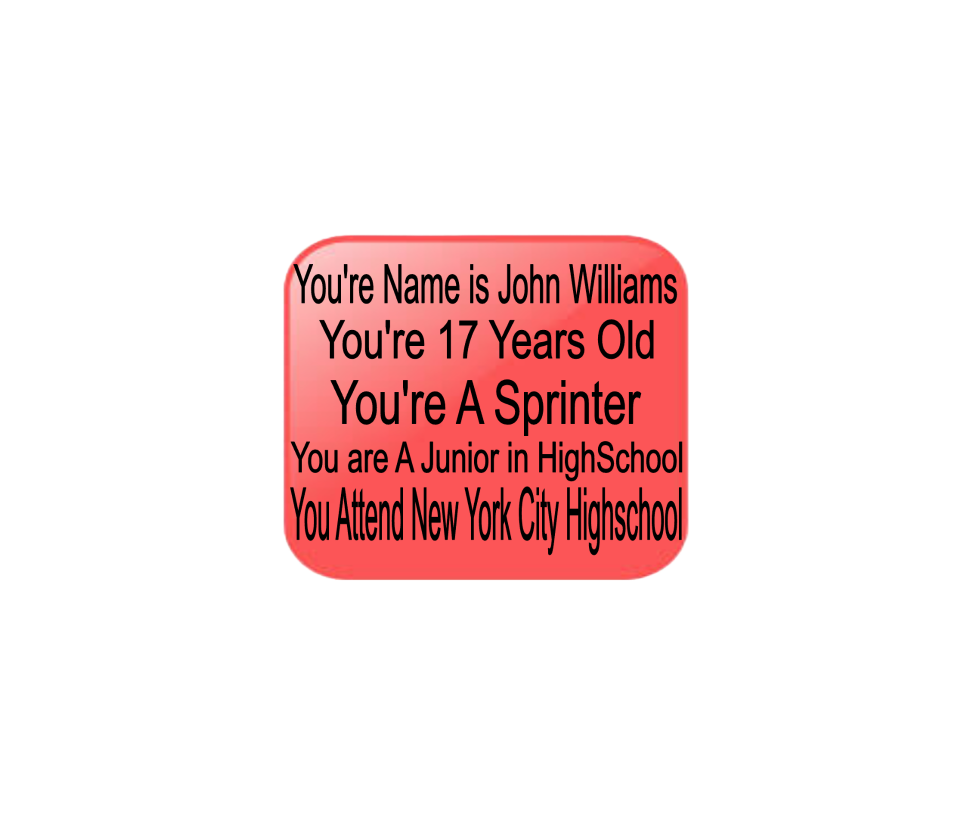 You're Name is John Williams
You're 17 Years Old
You're A Sprinter
You are A Junior in HighSchool
You Attend New York City Highschool